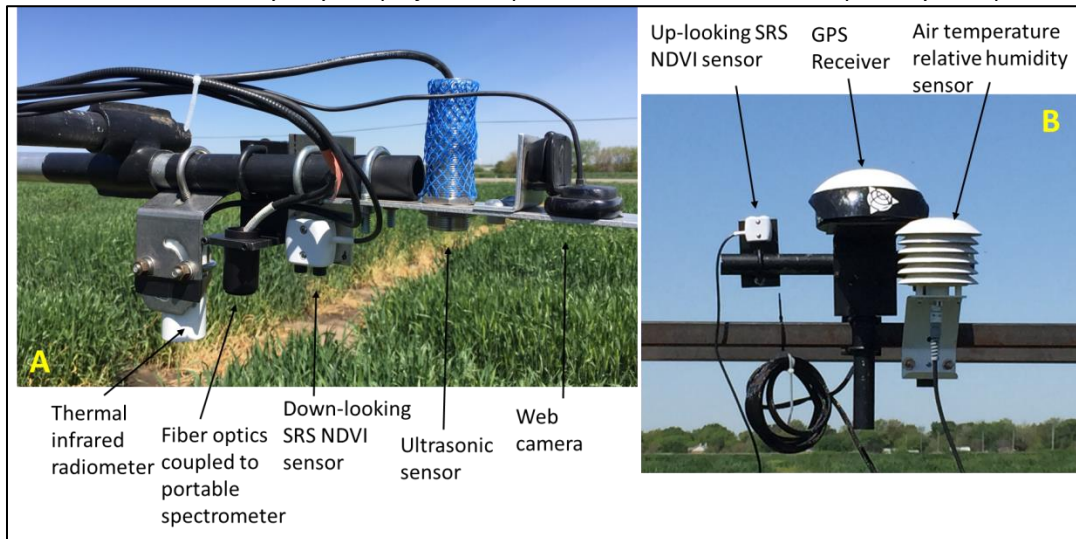 Up-looking SRS
NDVI sensor
GPS
Receiver
Air temperature
relative humidity
sensor
A
B
Thermal
infrared
radiometer
Fiber optics
coupled to
portable
spectrometer
Down-looking
SRS NDVI
sensor
Ultrasonic
sensor
Web
camera